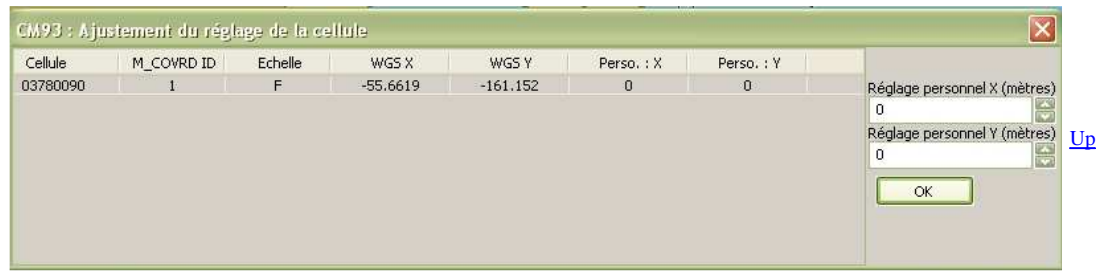 CM93 : Ajustement du réglage de la cellule
Cellule M_COVRD ID Echelle WGS X WGS Y Perso. : X Perso. : Y
03780090 1 F -55.6619 -161.152 0 0
Réglage personnel X (mètres)
0
Réglage personnel Y (mètres)
0
OK
Up